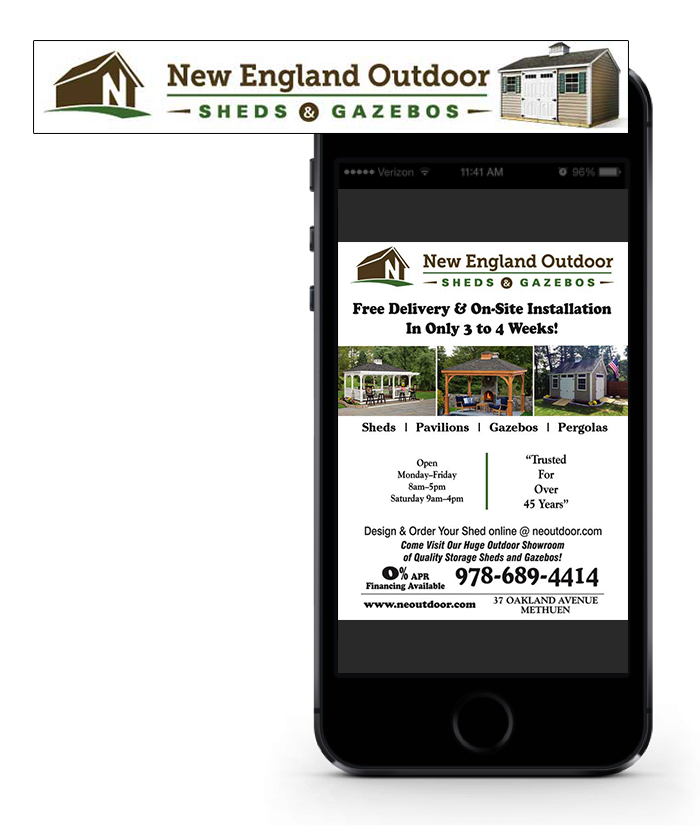 N New England Outdoor
SHEDS & GAZEBOS
Verizon 11:41 AM 96%
N New England Outdoor
SHEDS & GAZEBOS
Free Delivery & On-Site Installation
In Only 3 to 4 Weeks!
Sheds | Pavilions | Gazebos | Pergolas
Open
Monday–Friday
8am–5pm
Saturday 9am–4pm
“Trusted
For
Over
45 Years”
Design & Order Your Shed online @ neoutdoor.com
Come Visit Our Huge Outdoor Showroom
of Quality Storage Sheds and Gazebos!
0% APR
Financing Available
978-689-4414
www.neoutdoor.com
37 OAKLAND AVENUE
METHUEN